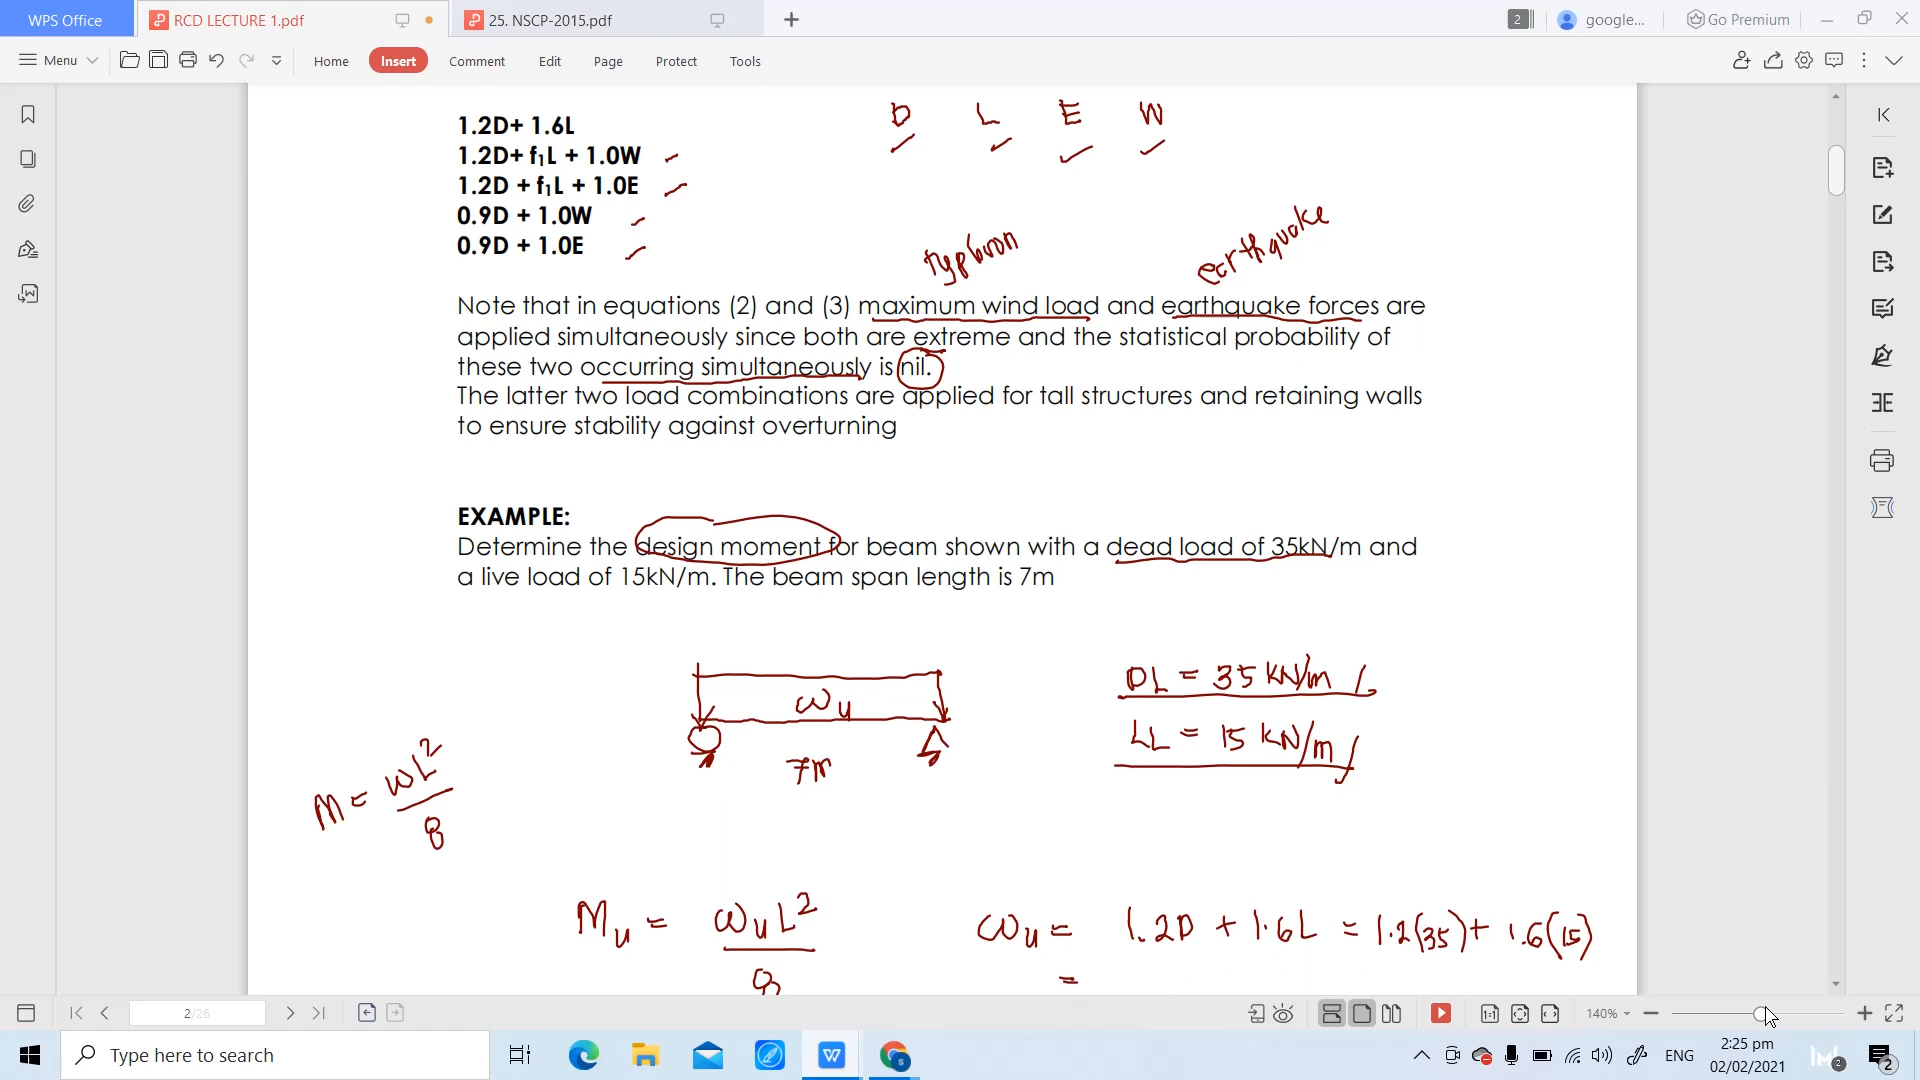 WPS Office
RCD LECTURE 1.pdf
25. NSCP-2015.pdf
2
google...
Go Premium
Menu
Home
Insert
Comment
Edit
Page
Protect
Tools
D L E W
1.2D+ 1.6L
1.2D+ f₁L + 1.0W
1.2D + f₁L + 1.0E
0.9D + 1.0W
0.9D + 1.0E
typhoon
earthquake
Note that in equations (2) and (3) maximum wind load and earthquake forces are
applied simultaneously since both are extreme and the statistical probability of
these two occurring simultaneously is nil.
The latter two load combinations are applied for tall structures and retaining walls
to ensure stability against overturning
EXAMPLE:
Determine the design moment for beam shown with a dead load of 35kN/m and
a live load of 15kN/m. The beam span length is 7m
ωu
7m
DL = 35 KN/m
LL = 15 KN/m
M = ωL²/8
Mu = ωuL²/8
ωu = 1.2D + 1.6L = 1.2(35) + 1.6(15)
=
2/26
1:1
140%
Type here to search
ENG
2:25 pm
02/02/2021
2
2